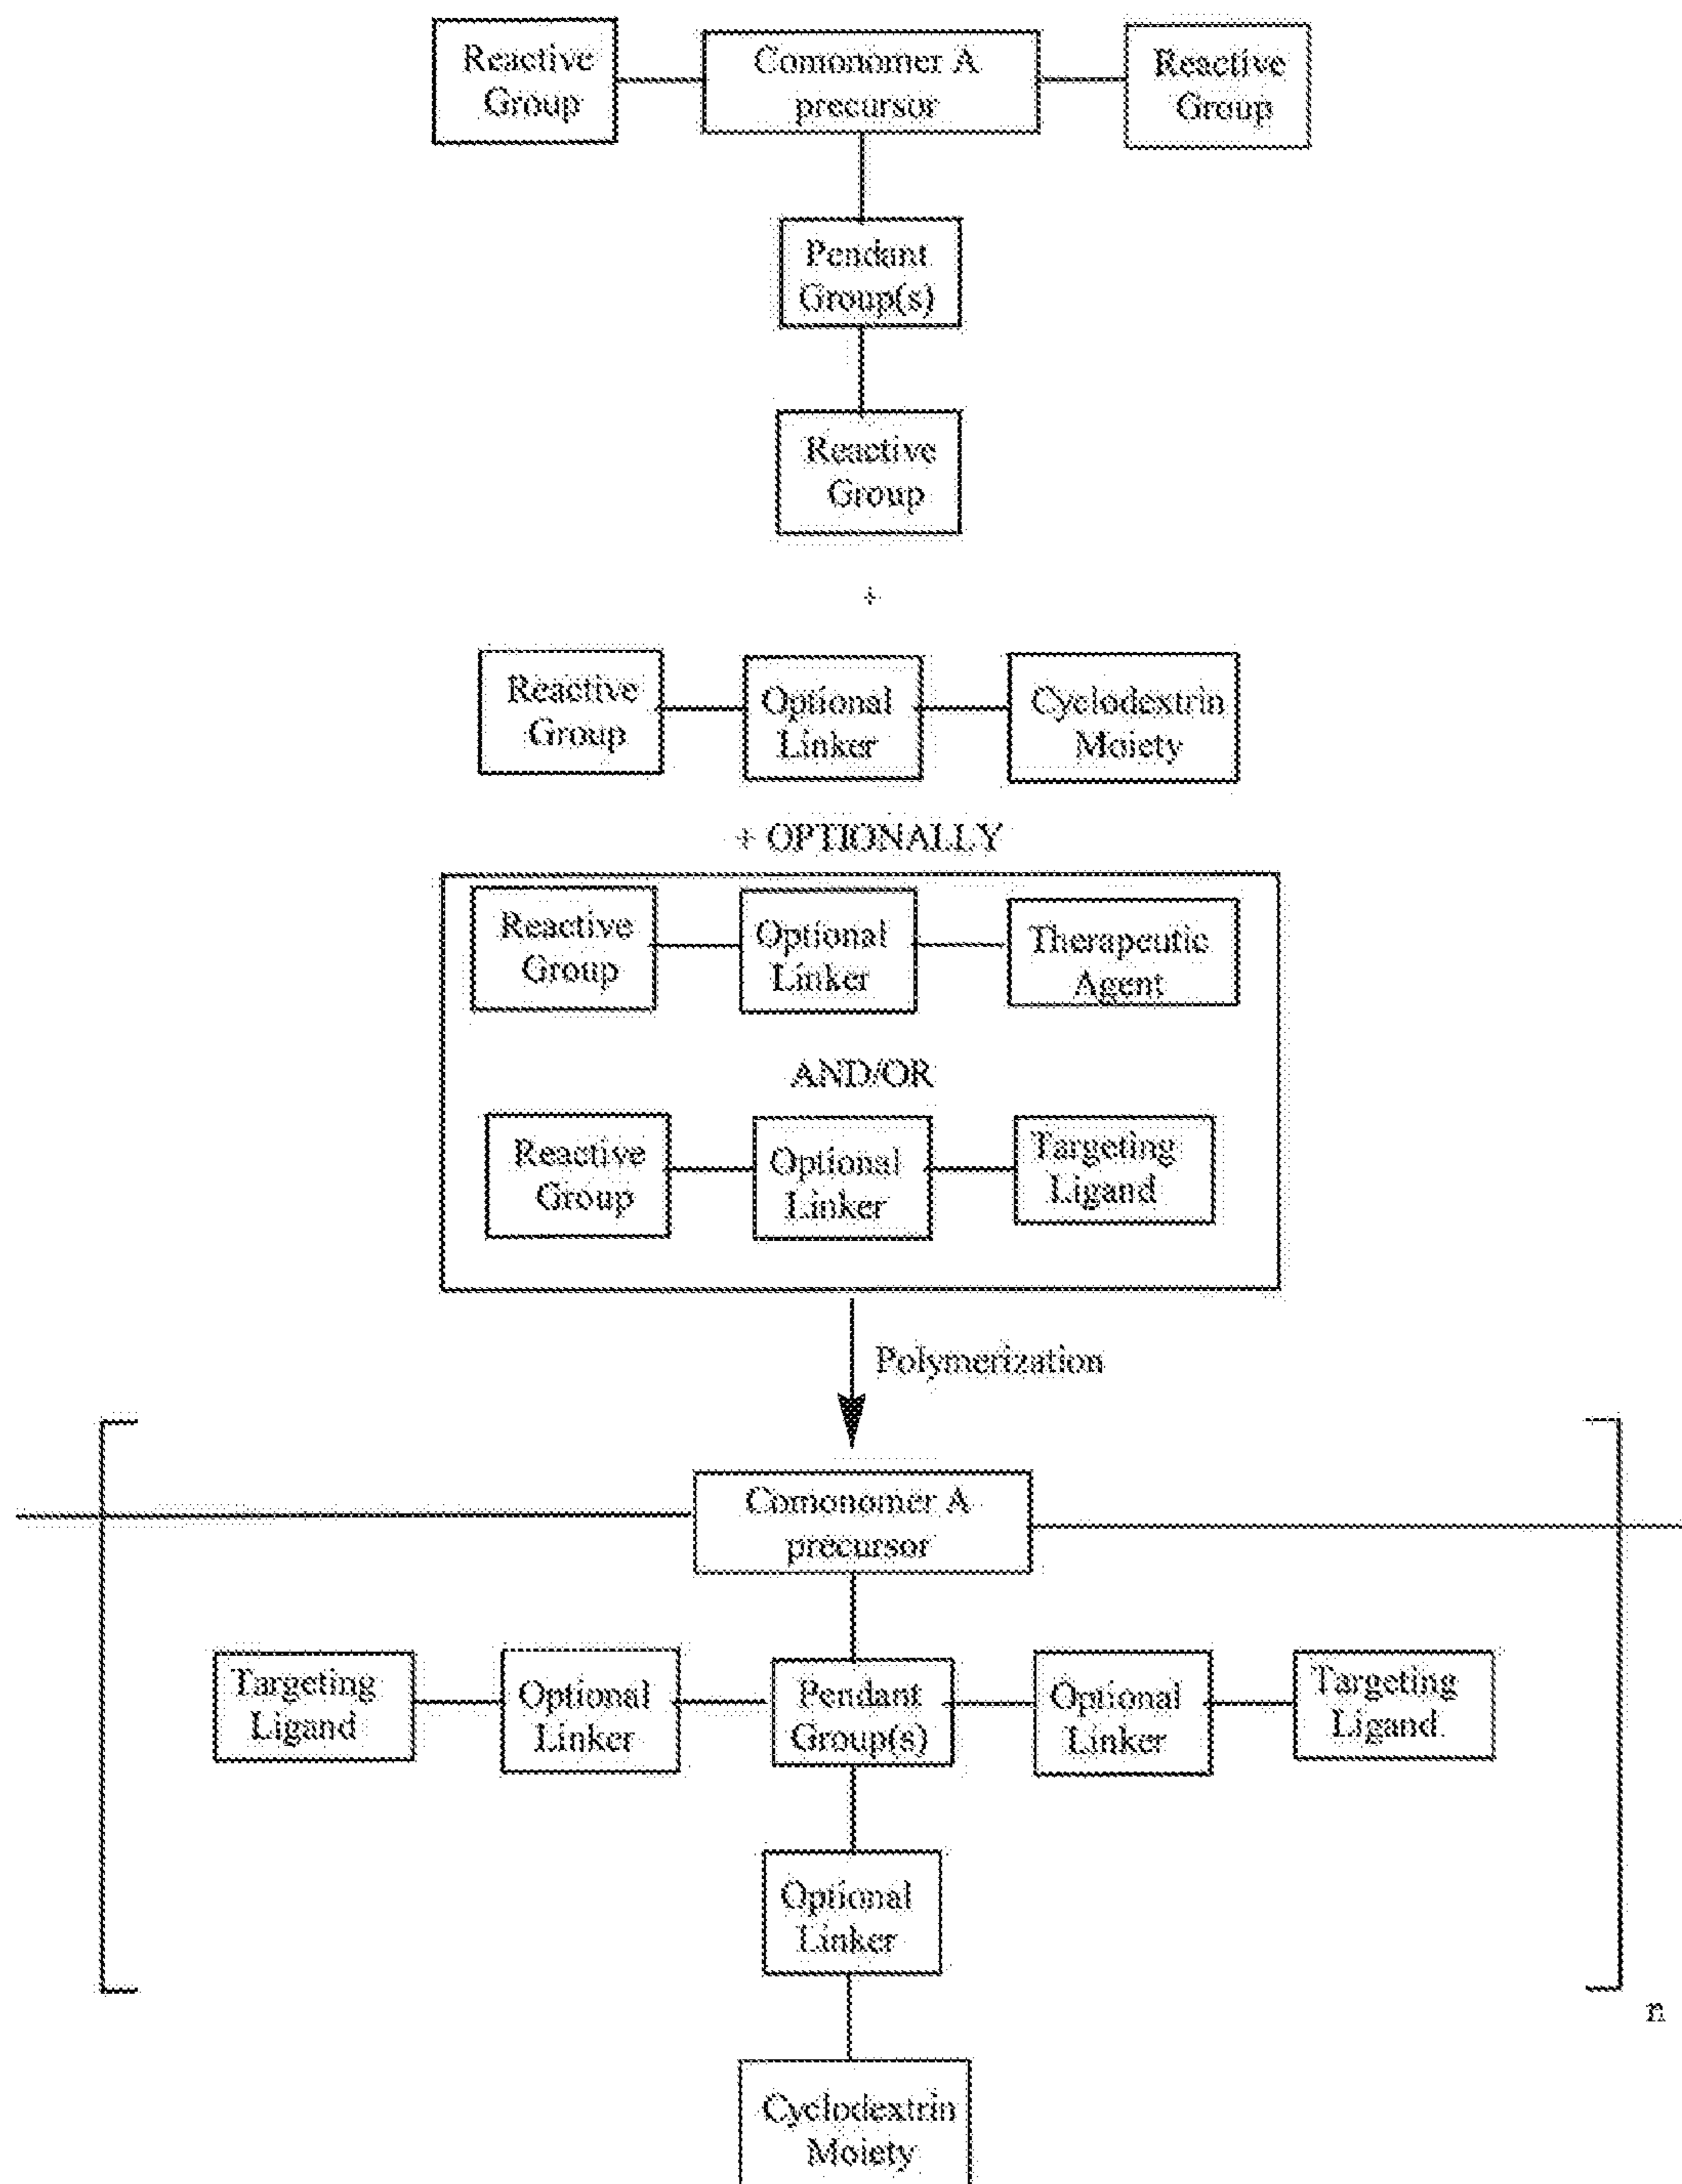 Reactive
Group
Comonomer A
precursor
Reactive
Group
Pendant
Group(s)
Reactive
Group
+
Reactive
Group
Optional
Linker
Cyclodextrin
Moiety
+ OPTIONALLY
Reactive
Group
Optional
Linker
Therapeutic
Agent
AND/OR
Reactive
Group
Optional
Linker
Targeting
Ligand
Polymerization
Comonomer A
precursor
Targeting
Ligand
Optional
Linker
Pendant
Group(s)
Optional
Linker
Targeting
Ligand
Optional
Linker
n
Cyclodextrin
Moiety